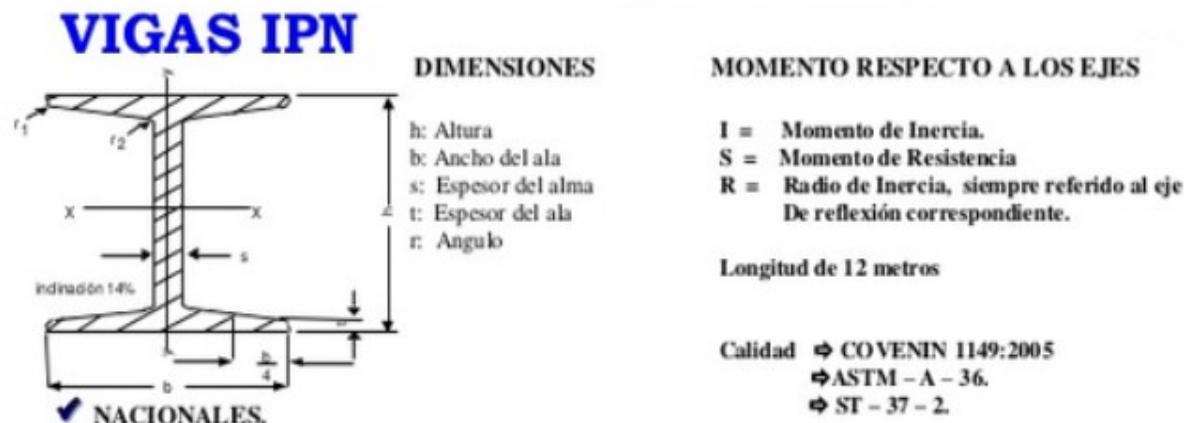 VIGAS IPN
DIMENSIONES
h: Altura
b: Ancho del ala
s: Espesor del alma
t: Espesor del ala
r: Angulo
MOMENTO RESPECTO A LOS EJES
I = Momento de Inercia.
S = Momento de Resistencia
R = Radio de Inercia, siempre referido al eje
De reflexión correspondiente.
Longitud de 12 metros
Calidad ⇨ COVENIN 1149:2005
⇨ ASTM – A – 36.
⇨ ST – 37 – 2.
r1
r2
x
x
h
s
inclinación 14%
b
4
b
✔ NACIONALES.